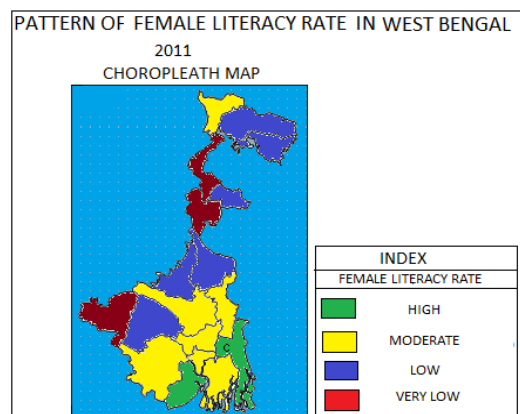 PATTERN OF FEMALE LITERACY RATE IN WEST BENGAL
2011
CHOROPLEATH MAP
INDEX
FEMALE LITERACY RATE
HIGH
MODERATE
LOW
VERY LOW
C